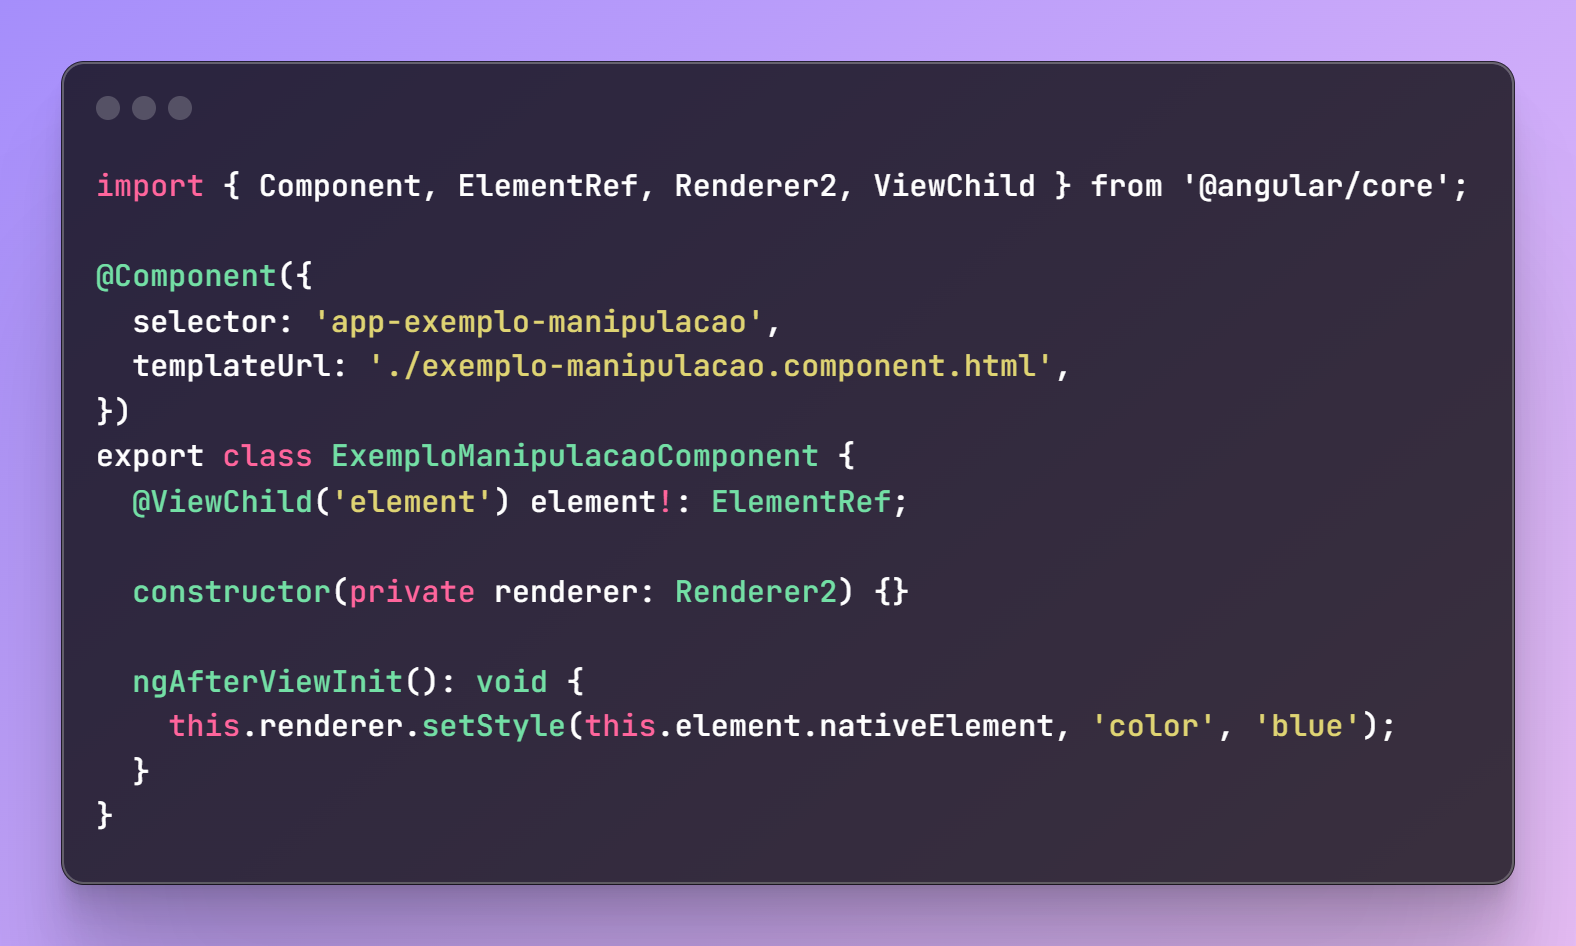 import { Component, ElementRef, Renderer2, ViewChild } from '@angular/core';
@Component({
  selector: 'app-exemplo-manipulacao',
  templateUrl: './exemplo-manipulacao.component.html',
})
export class ExemploManipulacaoComponent {
  @ViewChild('element') element!: ElementRef;
  constructor(private renderer: Renderer2) {}
  ngAfterViewInit(): void {
    this.renderer.setStyle(this.element.nativeElement, 'color', 'blue');
  }
}